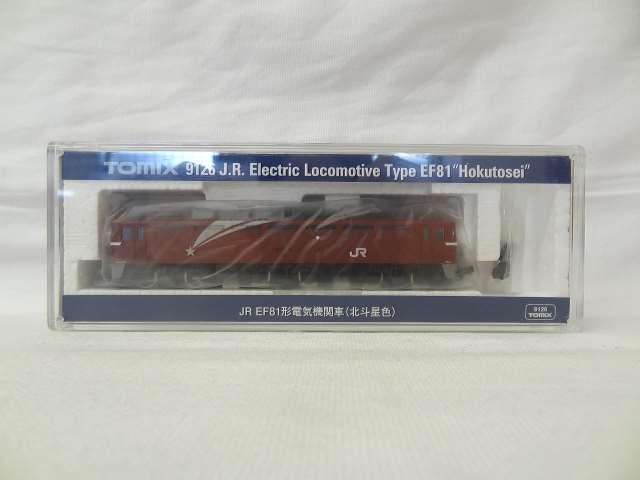 TOMIX 9126 J.R. Electric Locomotive Type EF81"Hokutosei"
JR
JR EF81形電気機関車(北斗星色)
9126
TOMIX